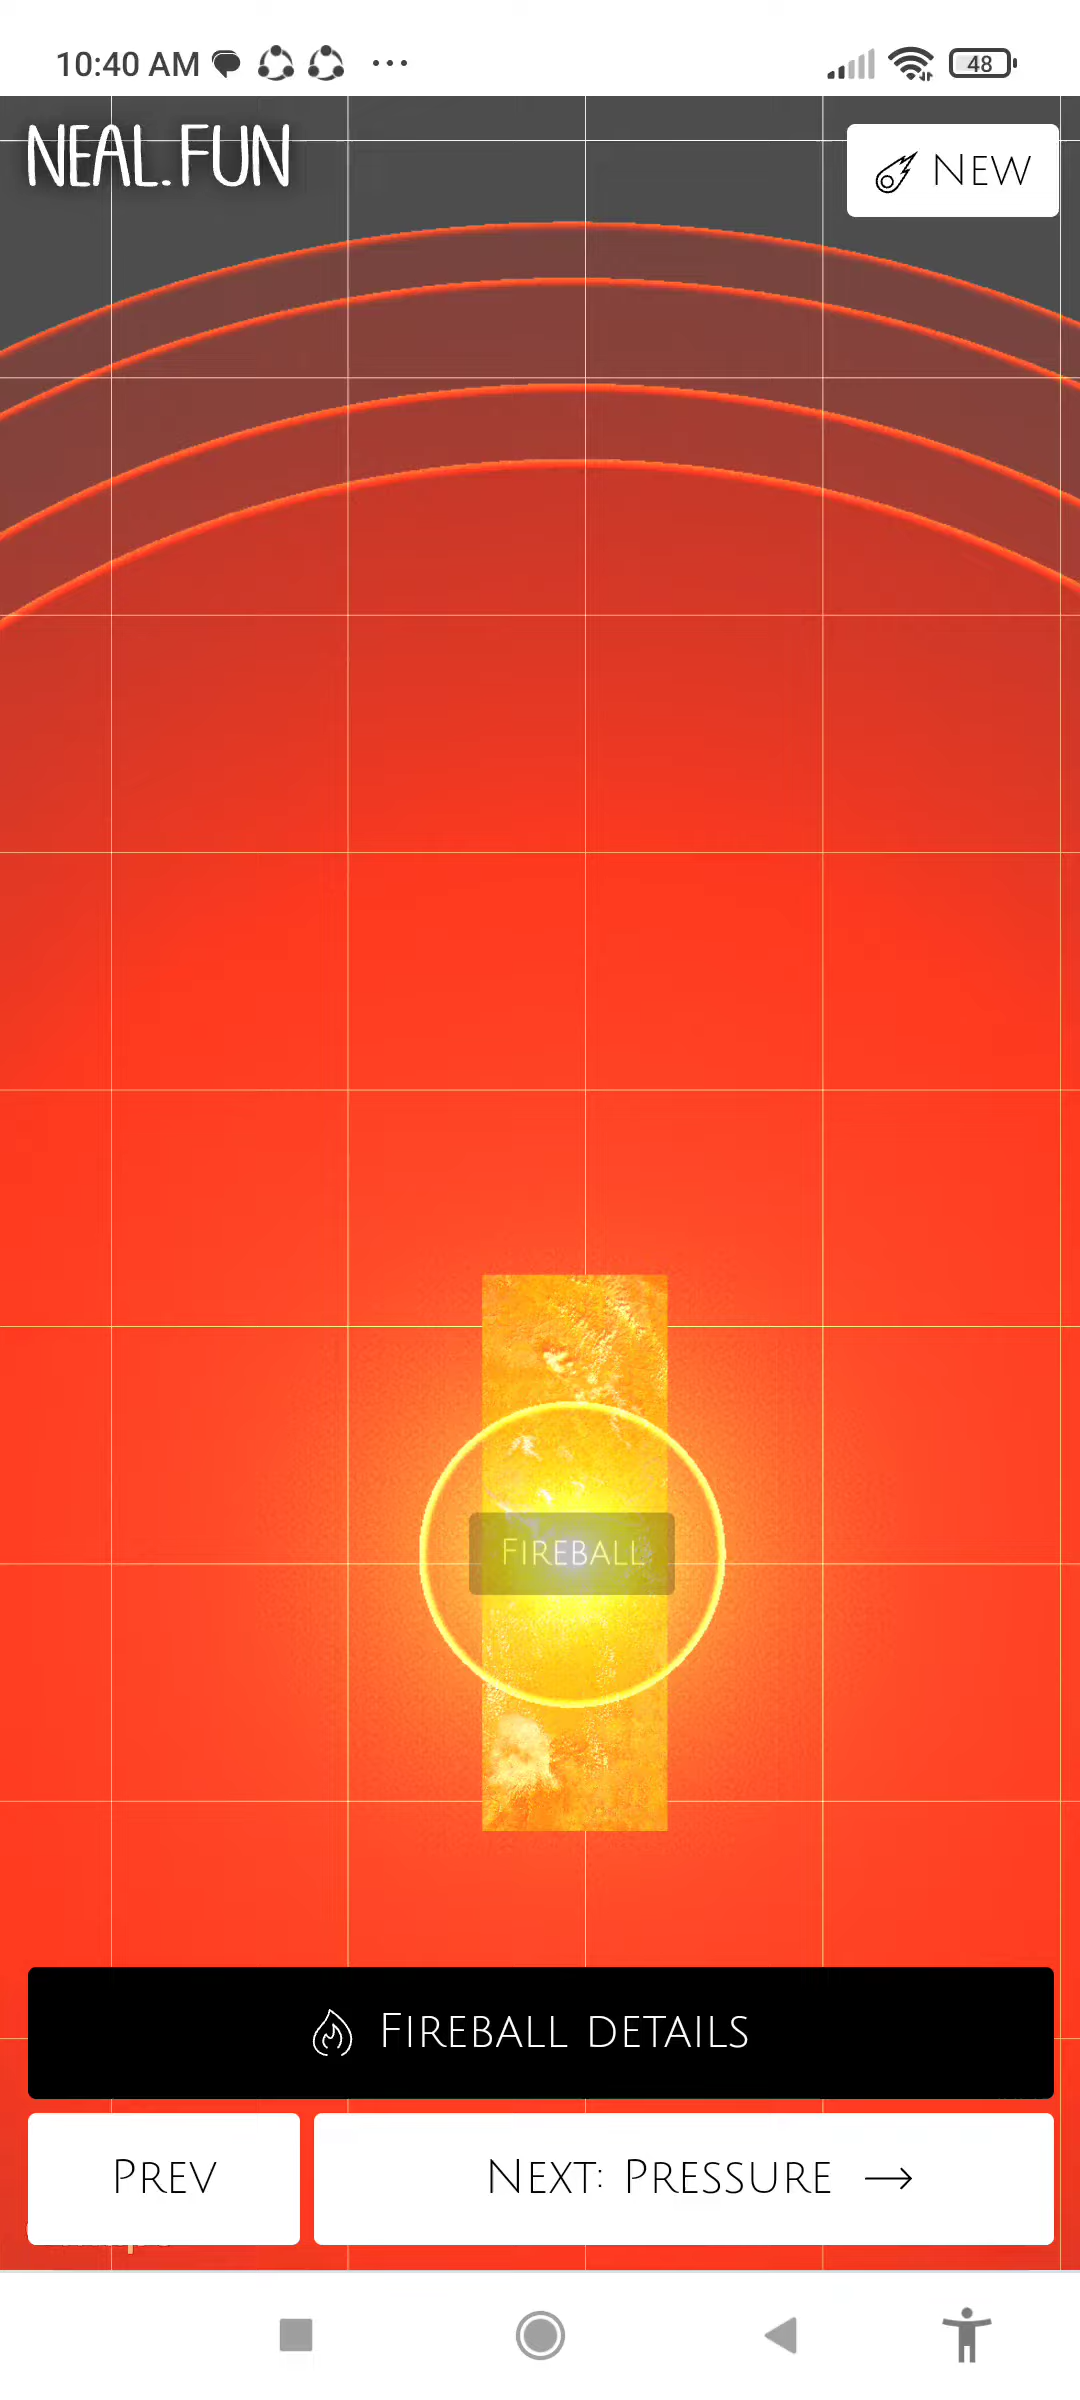 10:40 AM
48
NEAL.FUN
NEW
FIREBALL
FIREBALL DETAILS
PREV
NEXT: PRESSURE →